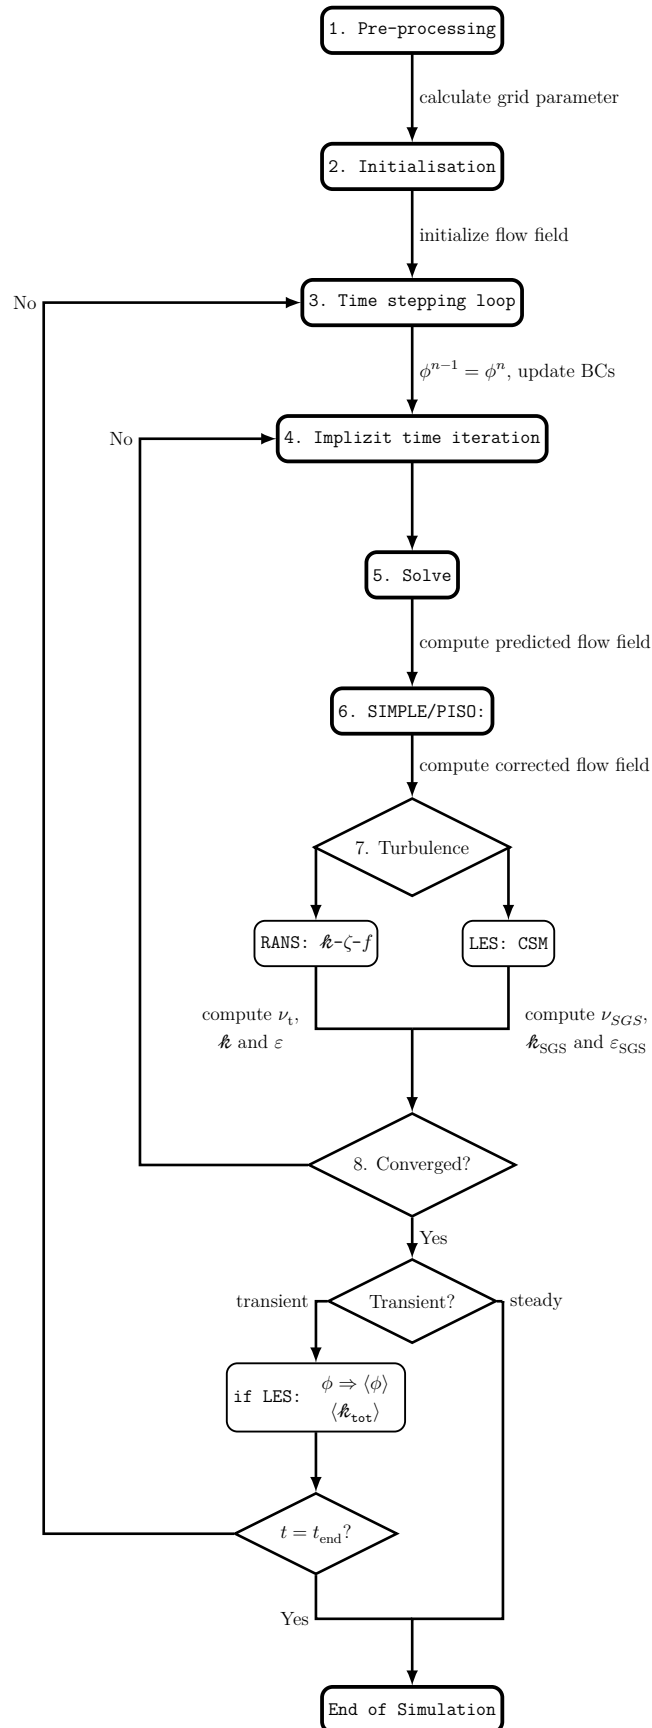 1. Pre-processing
calculate grid parameter
2. Initialisation
initialize flow field
No
3. Time stepping loop
ϕⁿ⁻¹ = ϕⁿ, update BCs
No
4. Implizit time iteration
5. Solve
compute predicted flow field
6. SIMPLE/PISO:
compute corrected flow field
7. Turbulence
RANS: 𝓀-ζ-f
LES: CSM
compute ν_t,
𝓀 and ε
compute ν_SGS,
𝓀_SGS and ε_SGS
8. Converged?
Yes
transient
Transient?
steady
if LES: ϕ ⇒ ⟨ϕ⟩
⟨𝓀_tot⟩
t = t_end?
Yes
End of Simulation